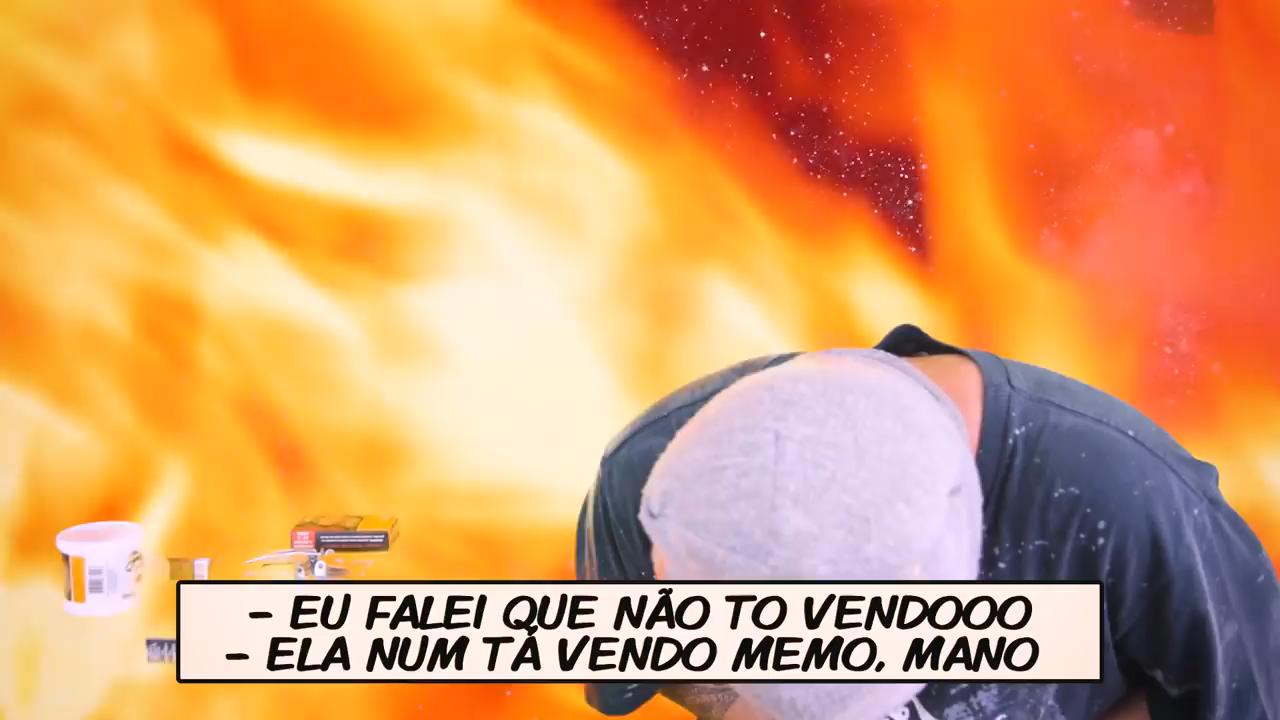 - EU FALEI QUE NÃO TO VENDOOO
- ELA NUM TÁ VENDO MEMO, MANO